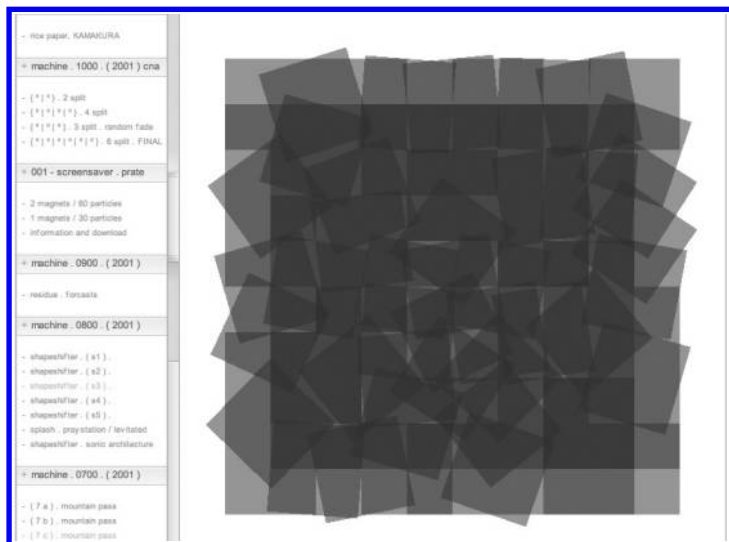 - rice paper, KAMAKURA
+ machine . 1000 . ( 2001 ) cna
- { * | * } . 2 split
- { * | * | * | * } . 4 split
- { * | * | * } . 3 split . random fade
- { * | * | * | * | * | * } . 6 split . FINAL
+ 001 - screensaver . prate
- 2 magnets / 60 particles
- 1 magnets / 30 particles
- information and download
+ machine . 0900 . ( 2001 )
- residue . forcasts
+ machine . 0800 . ( 2001 )
- shapeshifter . ( s1 ) .
- shapeshifter . ( s2 ) .
- shapeshifter . ( s3 ) .
- shapeshifter . ( s4 ) .
- shapeshifter . ( s5 ) .
- splash . praystation / levitated
- shapeshifter . sonic architecture
+ machine . 0700 . ( 2001 )
- ( 7 a ) . mountain pass
- ( 7 b ) . mountain pass
- ( 7 c ) . mountain pass